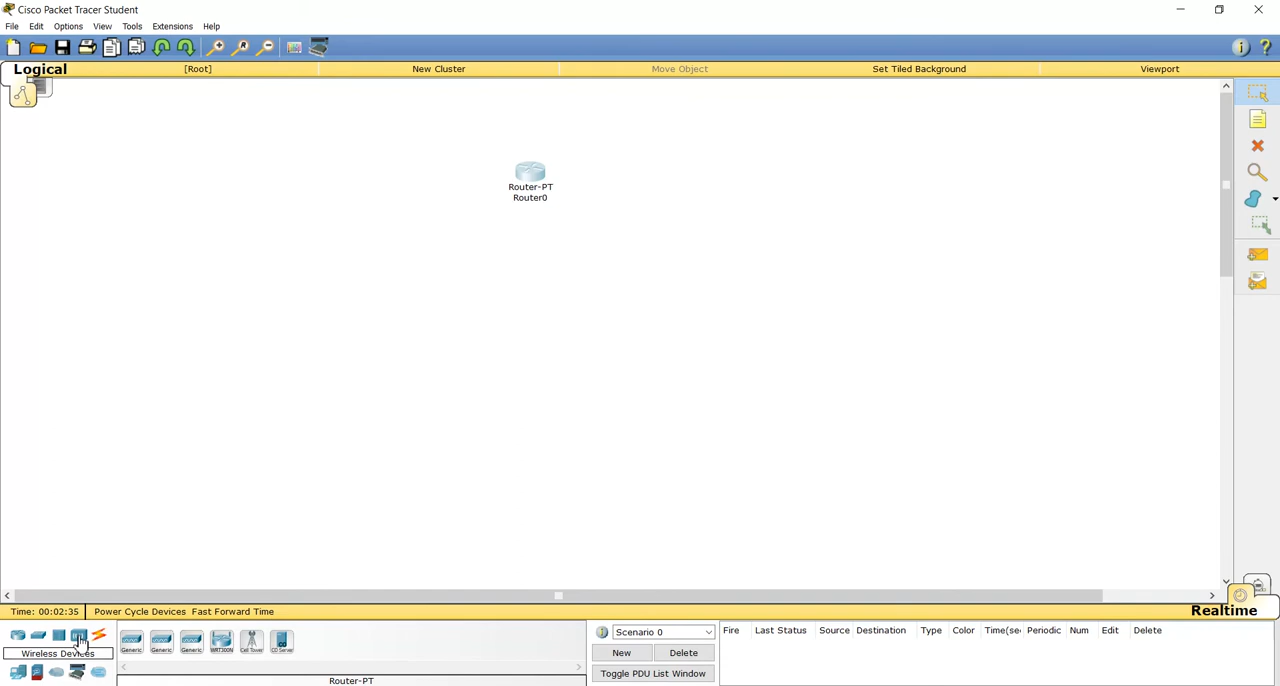 Cisco Packet Tracer Student
File Edit Options View Tools Extensions Help
Logical [Root] New Cluster Move Object Set Tiled Background Viewport
Router-PT
Router0
Time: 00:02:35 Power Cycle Devices Fast Forward Time Realtime
Wireless Devices
Generic Generic Generic WRT300N Cell Tower CO Server
Router-PT
Scenario 0
New Delete
Toggle PDU List Window
Fire Last Status Source Destination Type Color Time(se Periodic Num Edit Delete